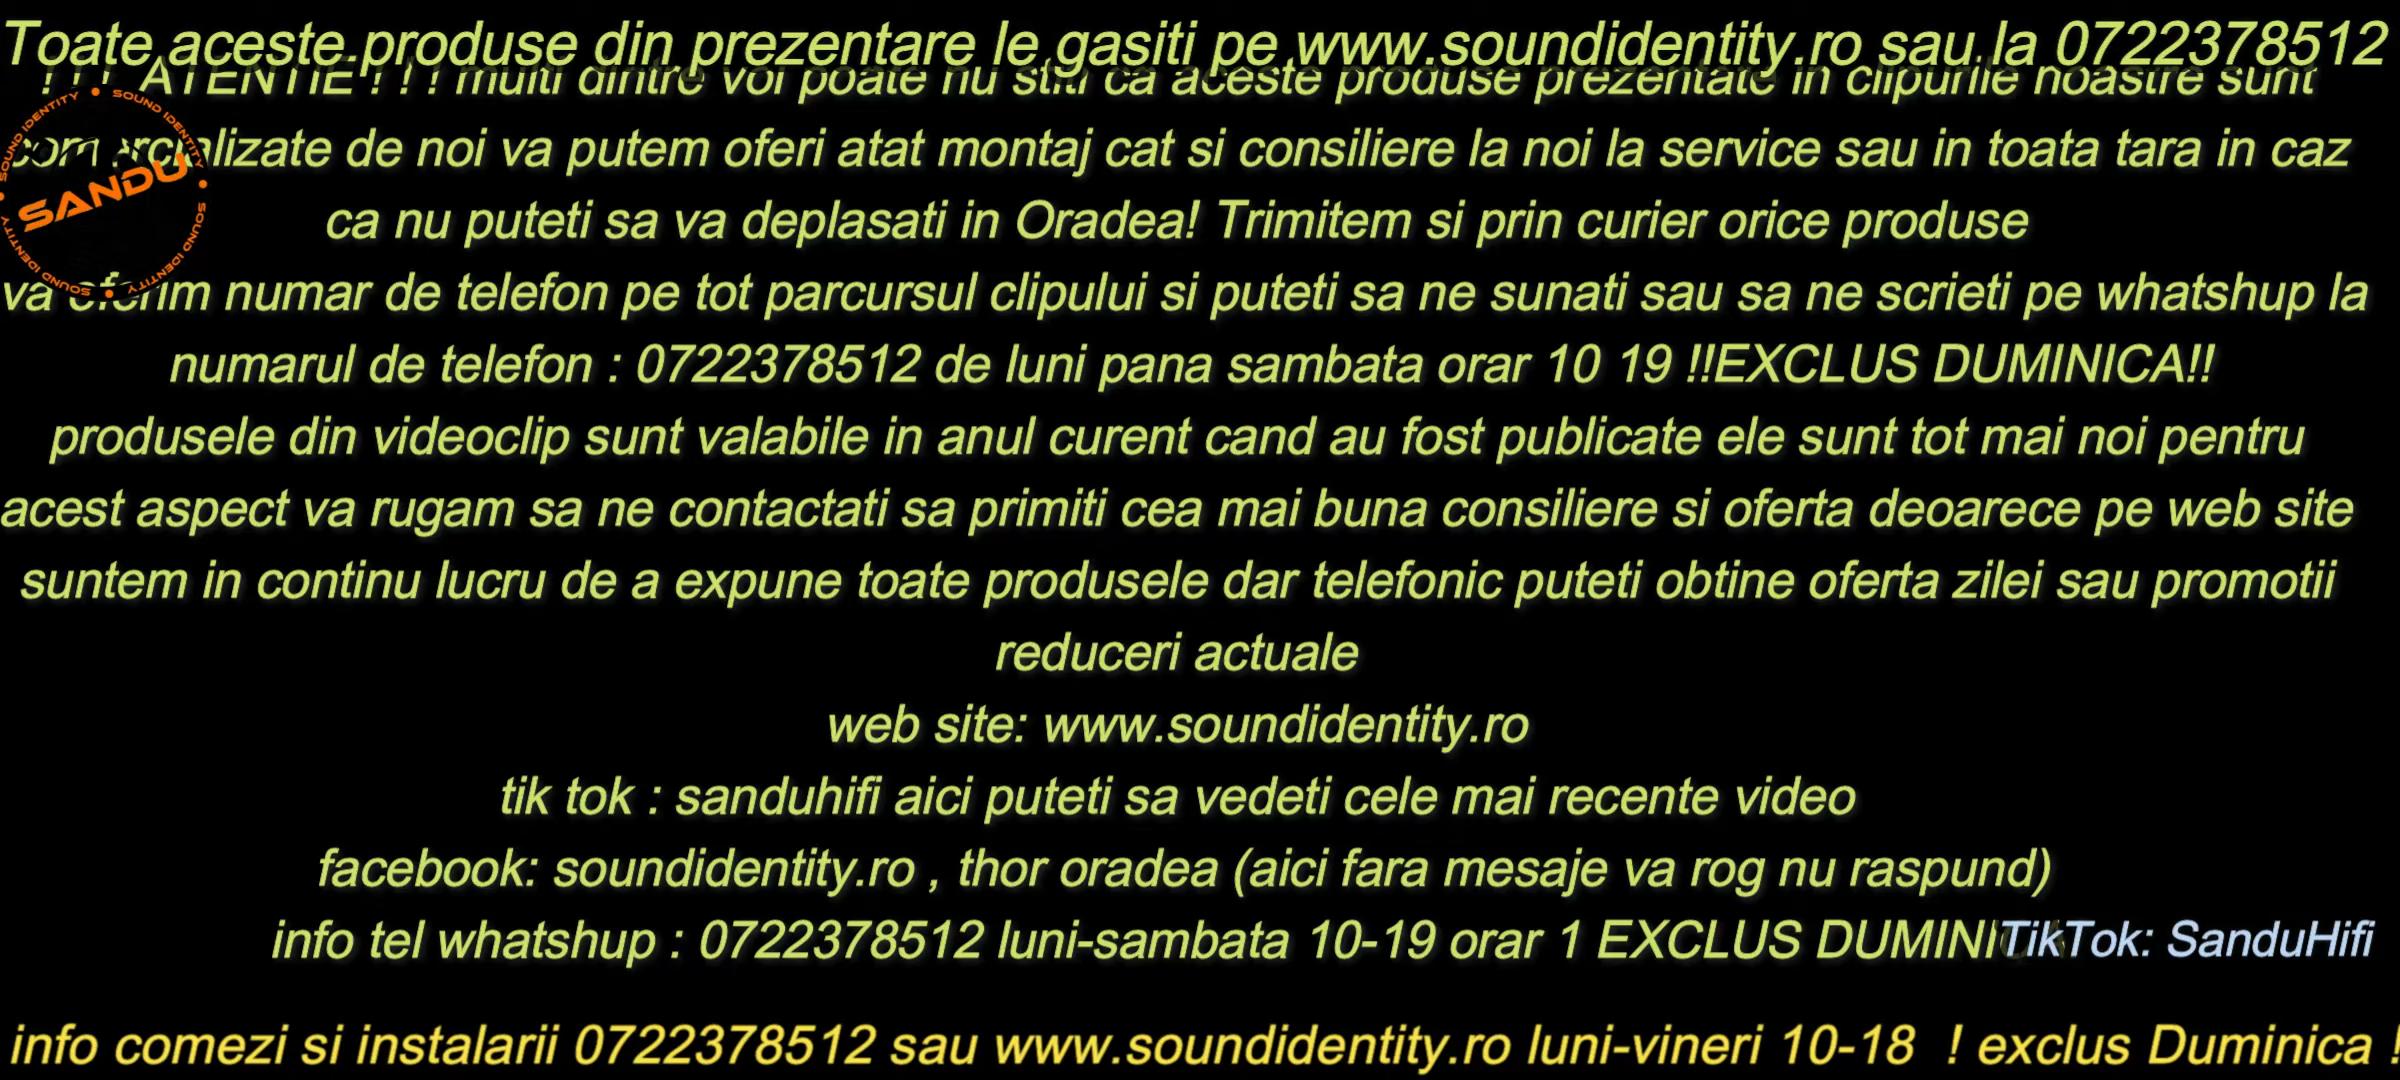 Toate aceste produse din prezentare le gasiti pe www.soundidentity.ro sau la 0722378512
! ! ! ATENTIE ! ! ! multi dintre voi poate nu stiti ca aceste produse prezentate in clipurile noastre sunt
comercializate de noi va putem oferi atat montaj cat si consiliere la noi la service sau in toata tara in caz
ca nu puteti sa va deplasati in Oradea! Trimitem si prin curier orice produse
va oferim numar de telefon pe tot parcursul clipului si puteti sa ne sunati sau sa ne scrieti pe whatshup la
numarul de telefon : 0722378512 de luni pana sambata orar 10 19 !!EXCLUS DUMINICA!!
produsele din videoclip sunt valabile in anul curent cand au fost publicate ele sunt tot mai noi pentru
acest aspect va rugam sa ne contactati sa primiti cea mai buna consiliere si oferta deoarece pe web site
suntem in continu lucru de a expune toate produsele dar telefonic puteti obtine oferta zilei sau promotii
reduceri actuale
web site: www.soundidentity.ro
tik tok : sanduhifi aici puteti sa vedeti cele mai recente video
facebook: soundidentity.ro , thor oradea (aici fara mesaje va rog nu raspund)
info tel whatshup : 0722378512 luni-sambata 10-19 orar 1 EXCLUS DUMINICA
TikTok: SanduHifi
info comezi si instalarii 0722378512 sau www.soundidentity.ro luni-vineri 10-18 ! exclus Duminica !
SOUND IDENTITY • SOUND IDENTITY • SOUND IDENTITY • SOUND IDENTITY •
SANDU